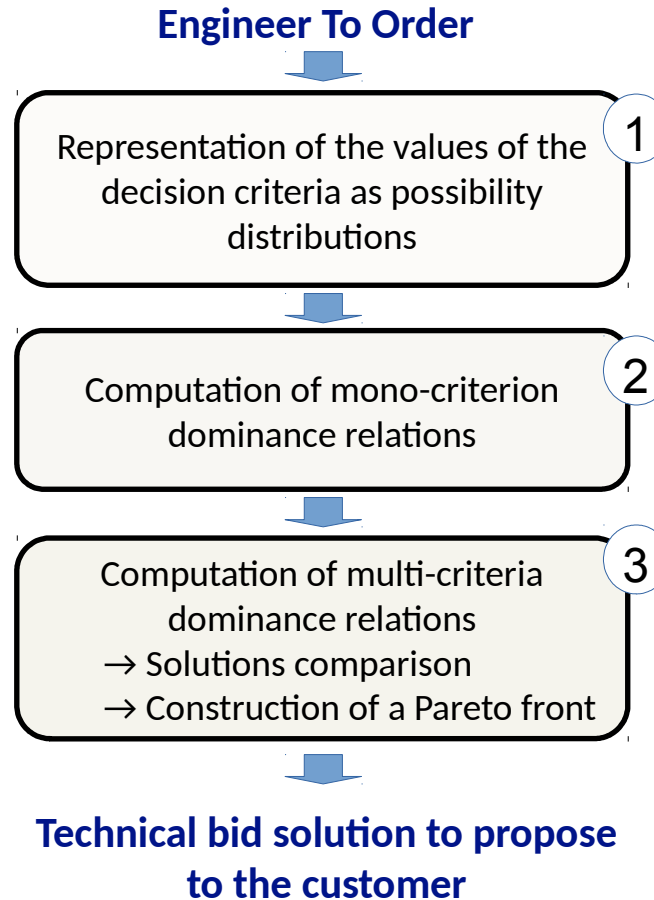 Engineer To Order
1
Representation of the values of the
decision criteria as possibility
distributions
2
Computation of mono-criterion
dominance relations
3
Computation of multi-criteria
dominance relations
→ Solutions comparison
→ Construction of a Pareto front
Technical bid solution to propose
to the customer